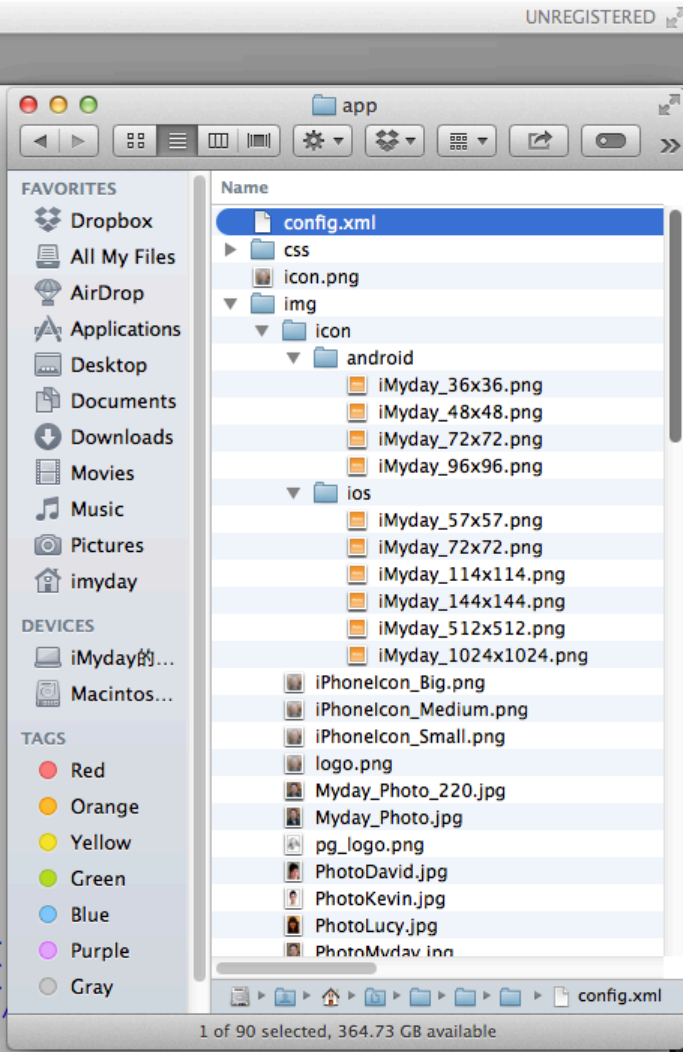 UNREGISTERED
app
FAVORITES
Dropbox
All My Files
AirDrop
Applications
Desktop
Documents
Downloads
Movies
Music
Pictures
imyday
DEVICES
iMyday的...
Macintos...
TAGS
Red
Orange
Yellow
Green
Blue
Purple
Gray
Name
config.xml
css
icon.png
img
icon
android
iMyday_36x36.png
iMyday_48x48.png
iMyday_72x72.png
iMyday_96x96.png
ios
iMyday_57x57.png
iMyday_72x72.png
iMyday_114x114.png
iMyday_144x144.png
iMyday_512x512.png
iMyday_1024x1024.png
iPhoneIcon_Big.png
iPhoneIcon_Medium.png
iPhoneIcon_Small.png
logo.png
Myday_Photo_220.jpg
Myday_Photo.jpg
pg_logo.png
PhotoDavid.jpg
PhotoKevin.jpg
PhotoLucy.jpg
PhotoMyday.jpg
config.xml
1 of 90 selected, 364.73 GB available